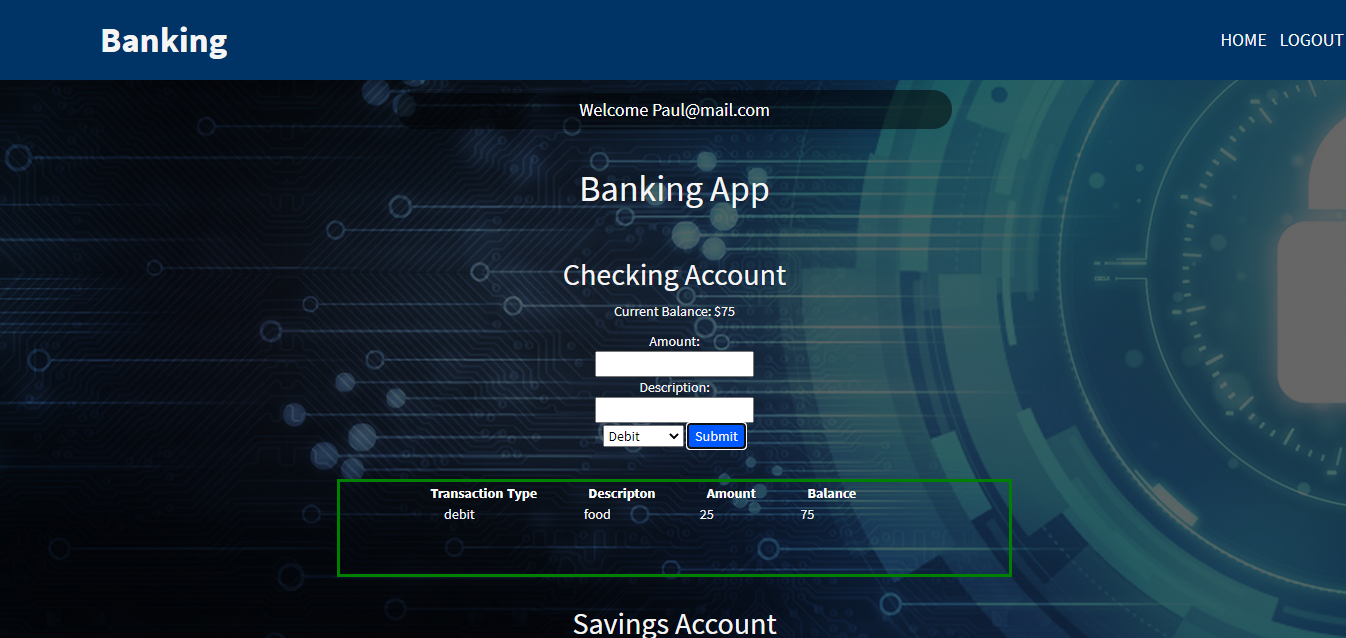 Banking
HOME LOGOUT
Welcome Paul@mail.com
Banking App
Checking Account
Current Balance: $75
Amount:
Description:
Debit Submit
Transaction Type Descripton Amount Balance
debit food 25 75
Savings Account